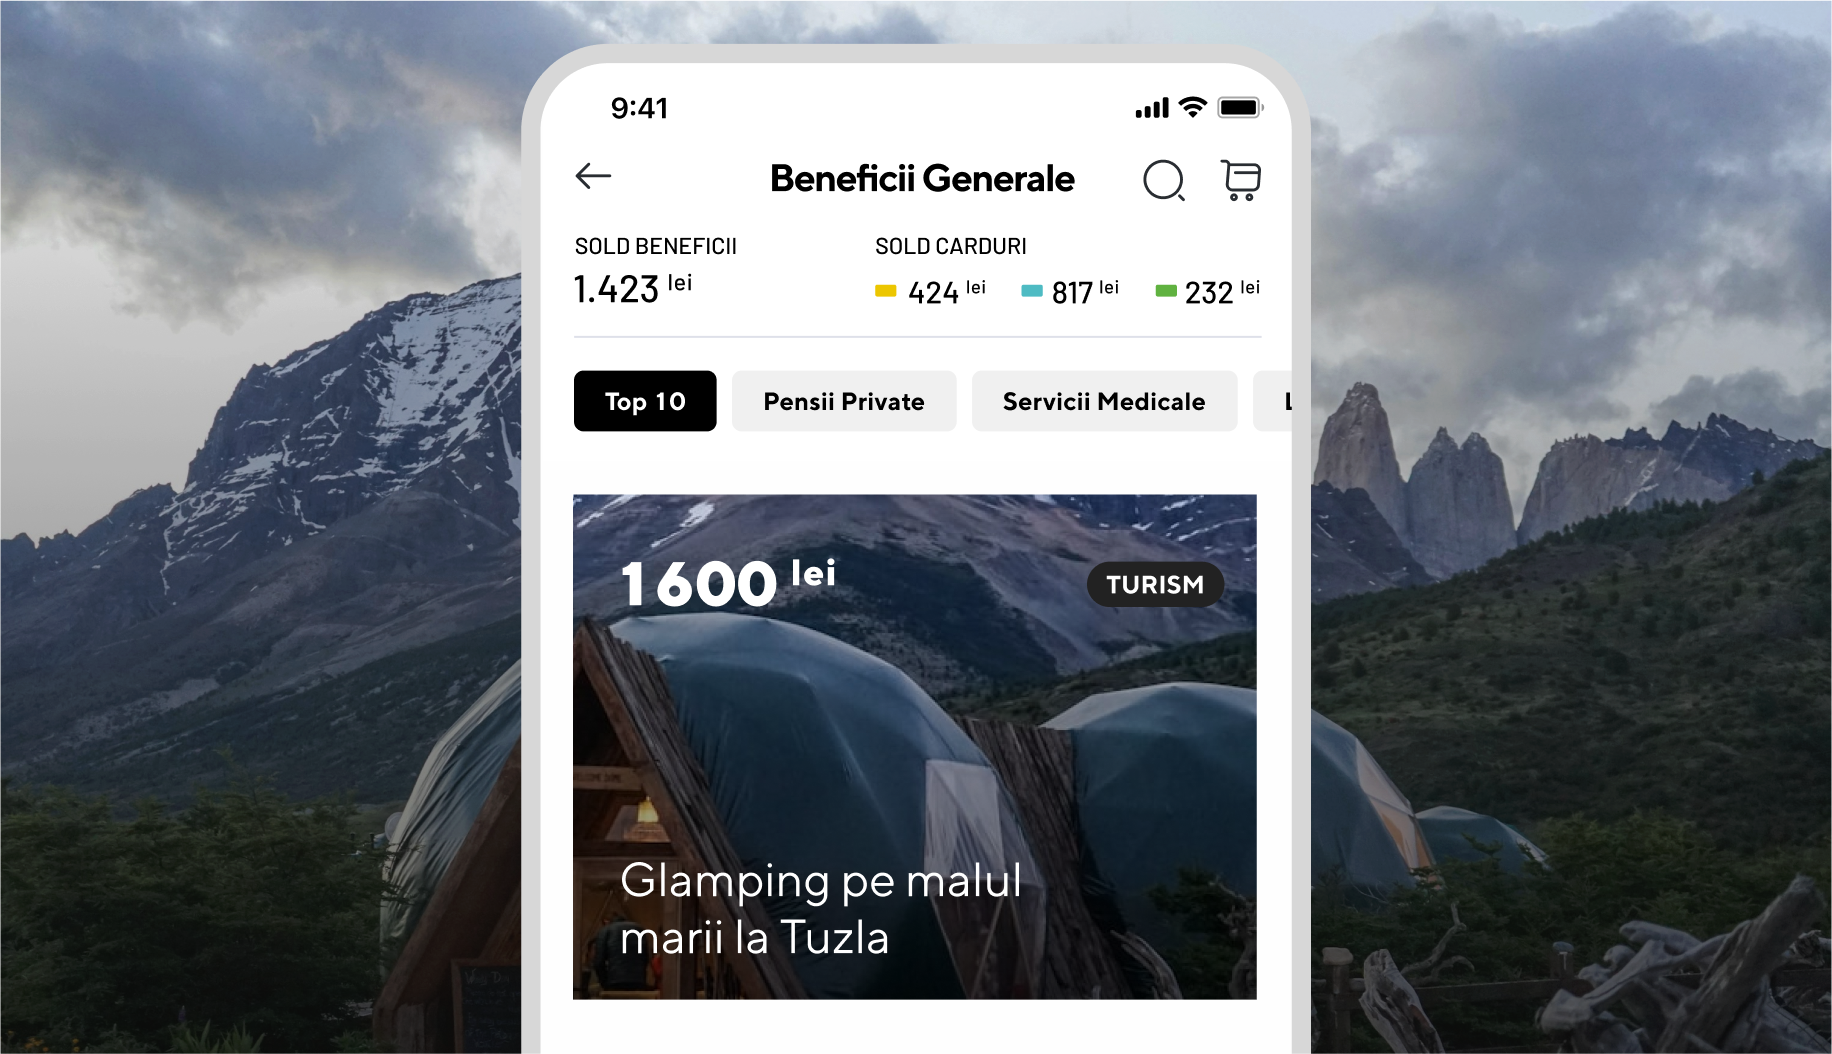 9:41
Beneficii Generale
SOLD BENEFICII
1.423 lei
SOLD CARDURI
424 lei 817 lei 232 lei
Top 10 Pensii Private Servicii Medicale L
1600 lei
TURISM
Glamping pe malul
marii la Tuzla